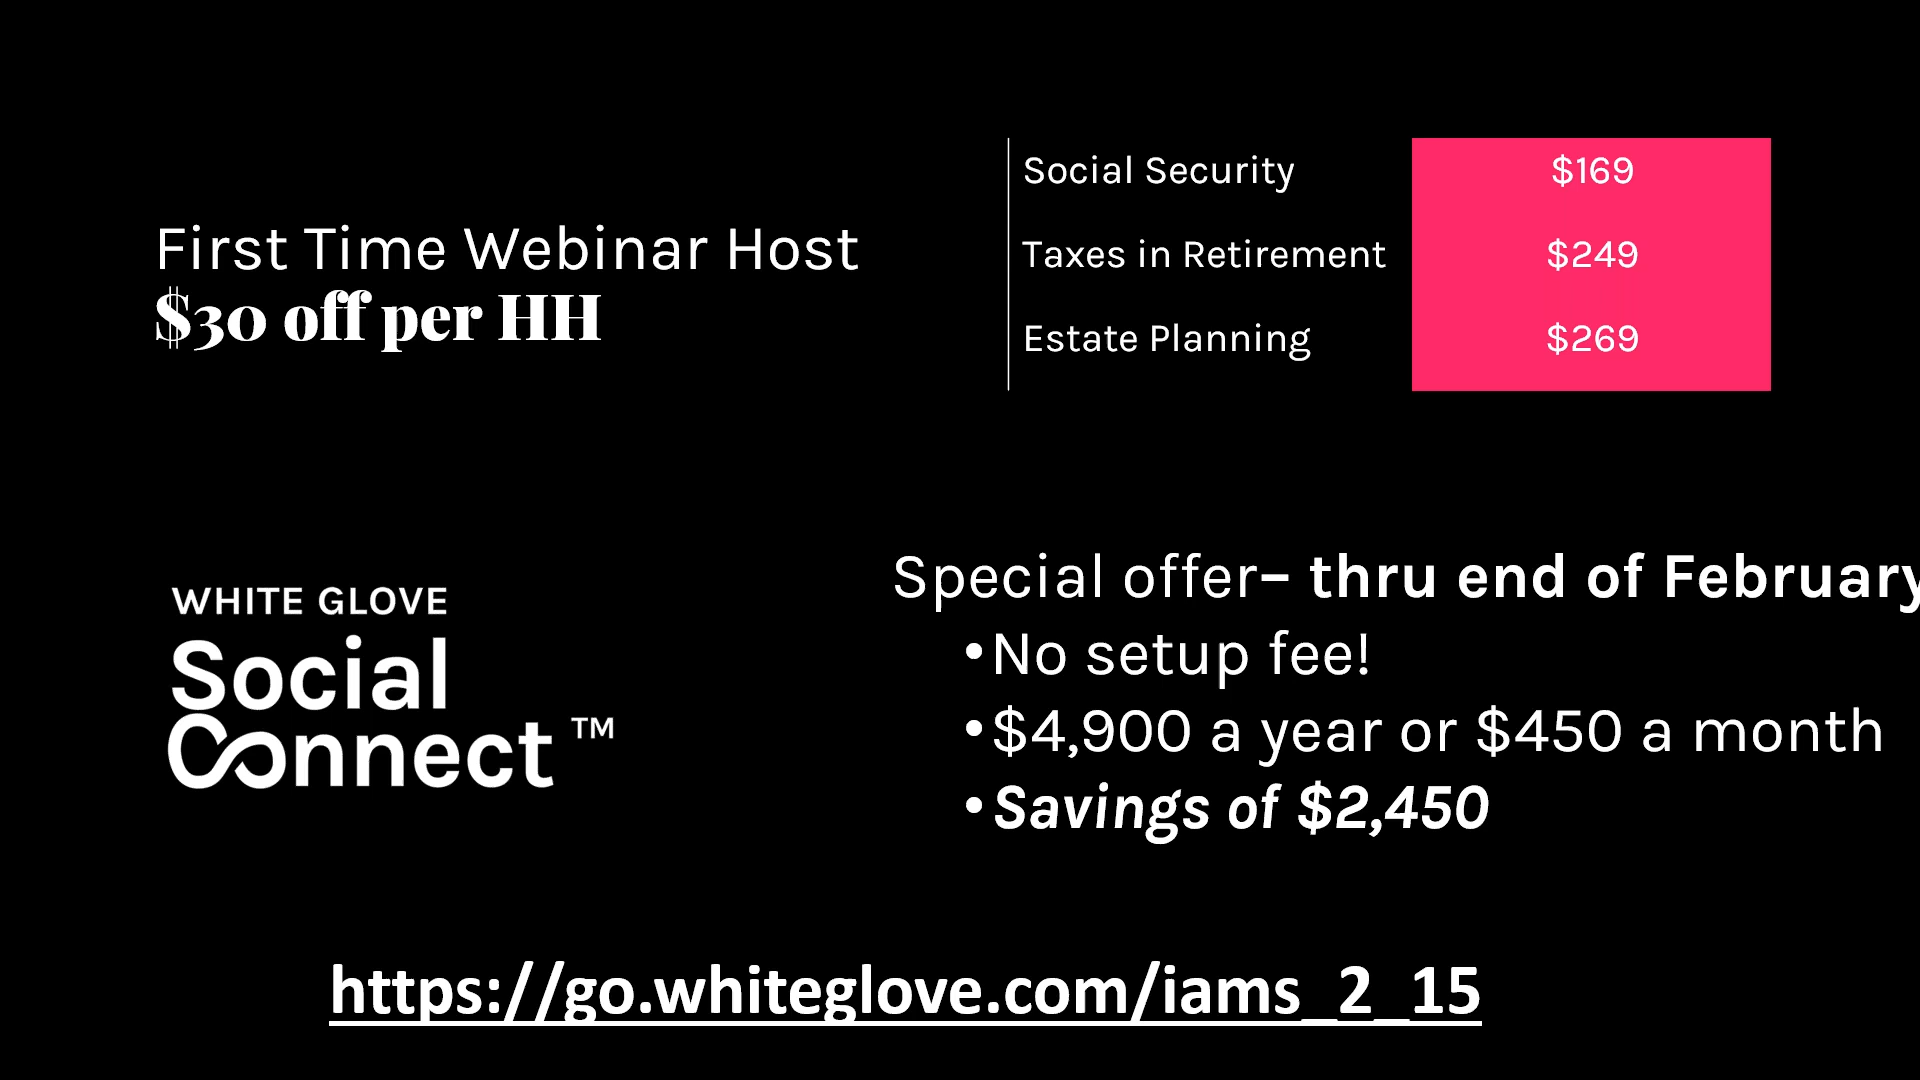 First Time Webinar Host
$30 off per HH
Social Security $169
Taxes in Retirement $249
Estate Planning $269
WHITE GLOVE
Social
Connect ™
Special offer– thru end of February
•No setup fee!
•$4,900 a year or $450 a month
•Savings of $2,450
https://go.whiteglove.com/iams_2_15